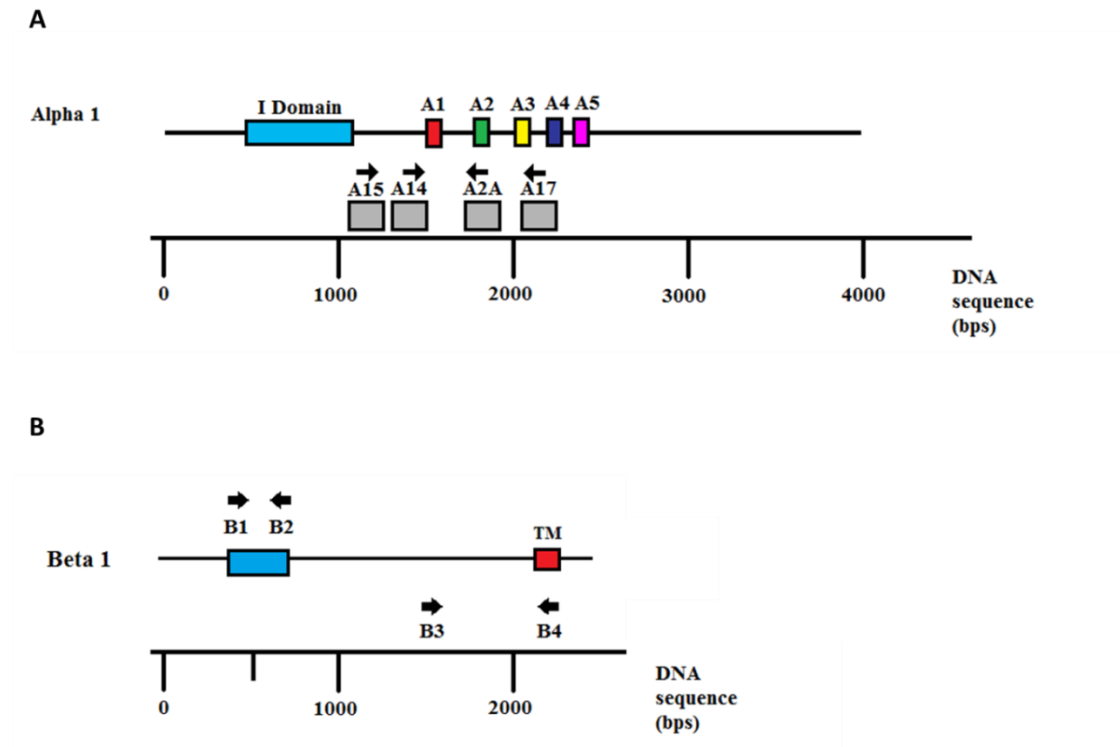 A
Alpha 1
I Domain A1 A2 A3 A4 A5
A15 A14 A2A A17
0 1000 2000 3000 4000
DNA
sequence
(bps)
B
B1 B2
Beta 1
TM
B3 B4
0 1000 2000
DNA
sequence
(bps)